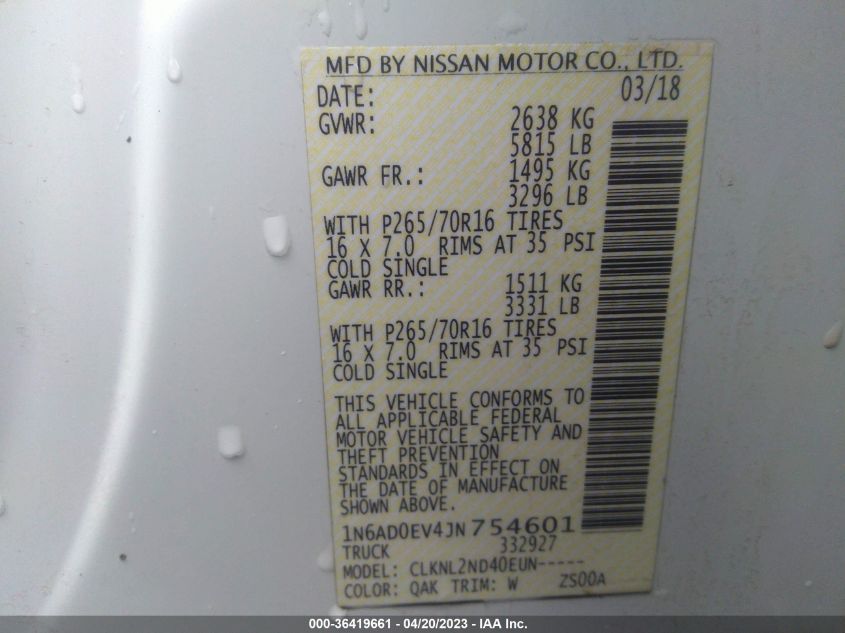 MFD BY NISSAN MOTOR CO., LTD.
DATE: 03/18
GVWR: 2638 KG
5815 LB
GAWR FR.: 1495 KG
3296 LB
WITH P265/70R16 TIRES
16 X 7.0 RIMS AT 35 PSI
COLD SINGLE
GAWR RR.: 1511 KG
3331 LB
WITH P265/70R16 TIRES
16 X 7.0 RIMS AT 35 PSI
COLD SINGLE
THIS VEHICLE CONFORMS TO
ALL APPLICABLE FEDERAL
MOTOR VEHICLE SAFETY AND
THEFT PREVENTION
STANDARDS IN EFFECT ON
THE DATE OF MANUFACTURE
SHOWN ABOVE.
1N6AD0EV4JN754601
TRUCK 332927
MODEL: CLKNL2ND40EUN-----
COLOR: QAK TRIM: W ZS00A
000-36419661 - 04/20/2023 - IAA Inc.